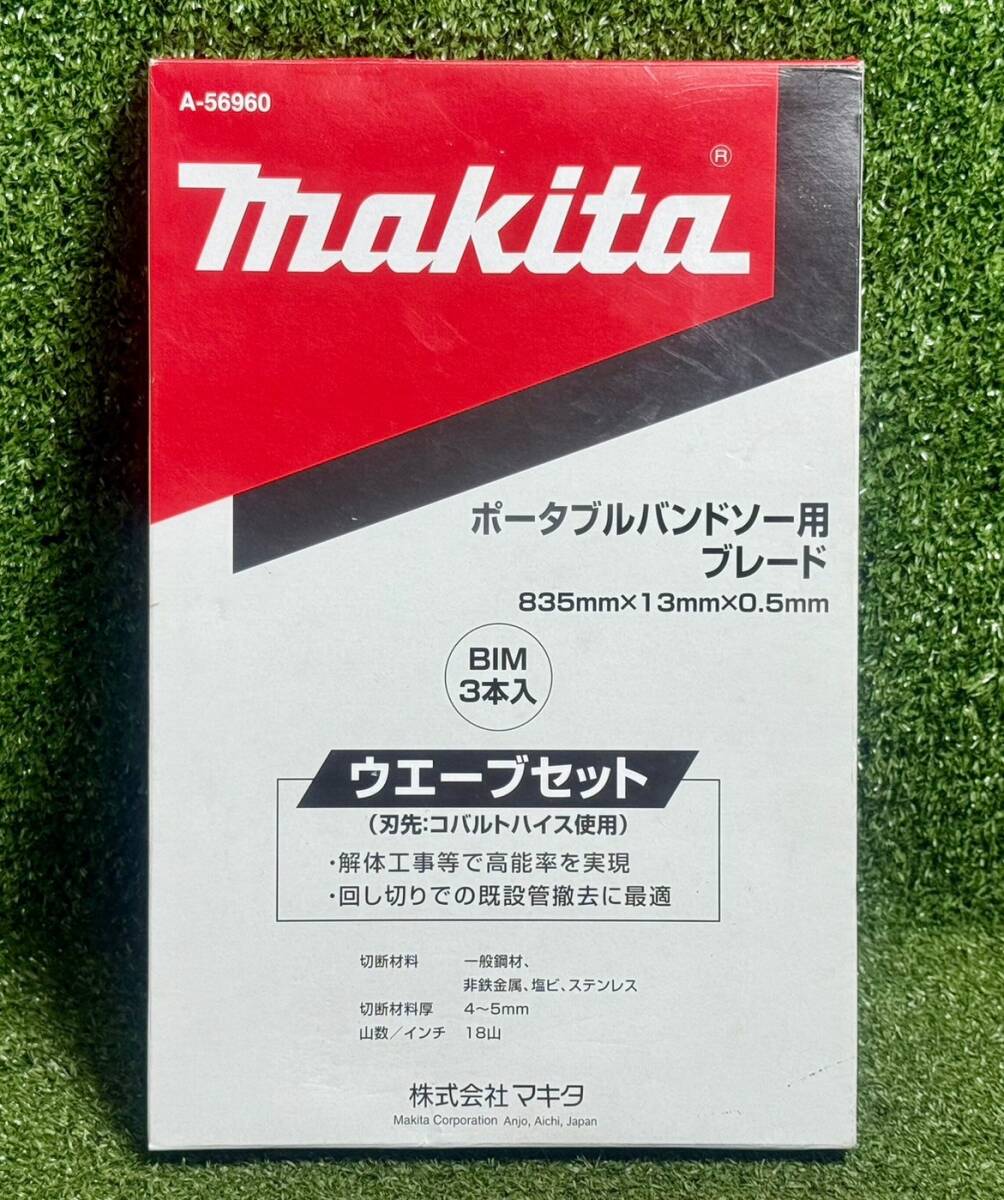 A-56960
makita®
ポータブルバンドソー用
ブレード
835mm×13mm×0.5mm
BIM
3本入
ウエーブセット
(刃先:コバルトハイス使用)
・解体工事等で高能率を実現
・回し切りでの既設管撤去に最適
切断材料 一般鋼材、
非鉄金属、塩ビ、ステンレス
切断材料厚 4〜5mm
山数／インチ 18山
株式会社マキタ
Makita Corporation Anjo, Aichi, Japan